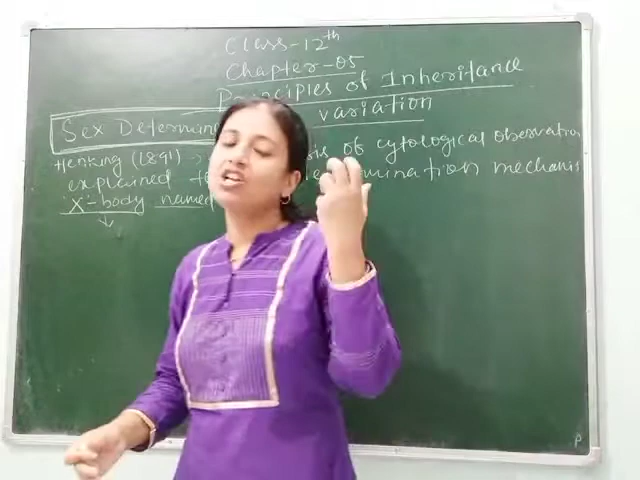 Class-12th
Chapter-05
Principles of Inheritance
variation
Sex Determin
Henking (1891) : of cytological observation
explained mination mechanis
'X'-body named
P